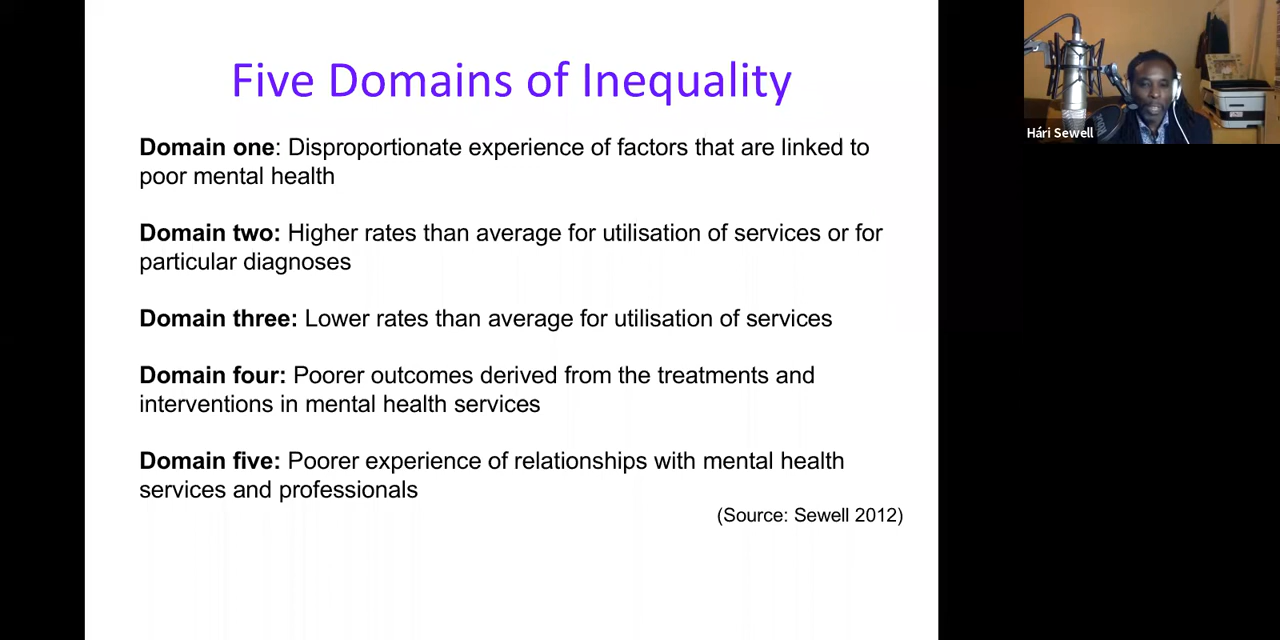 Five Domains of Inequality
Domain one: Disproportionate experience of factors that are linked to
poor mental health
Domain two: Higher rates than average for utilisation of services or for
particular diagnoses
Domain three: Lower rates than average for utilisation of services
Domain four: Poorer outcomes derived from the treatments and
interventions in mental health services
Domain five: Poorer experience of relationships with mental health
services and professionals
(Source: Sewell 2012)
Hári Sewell